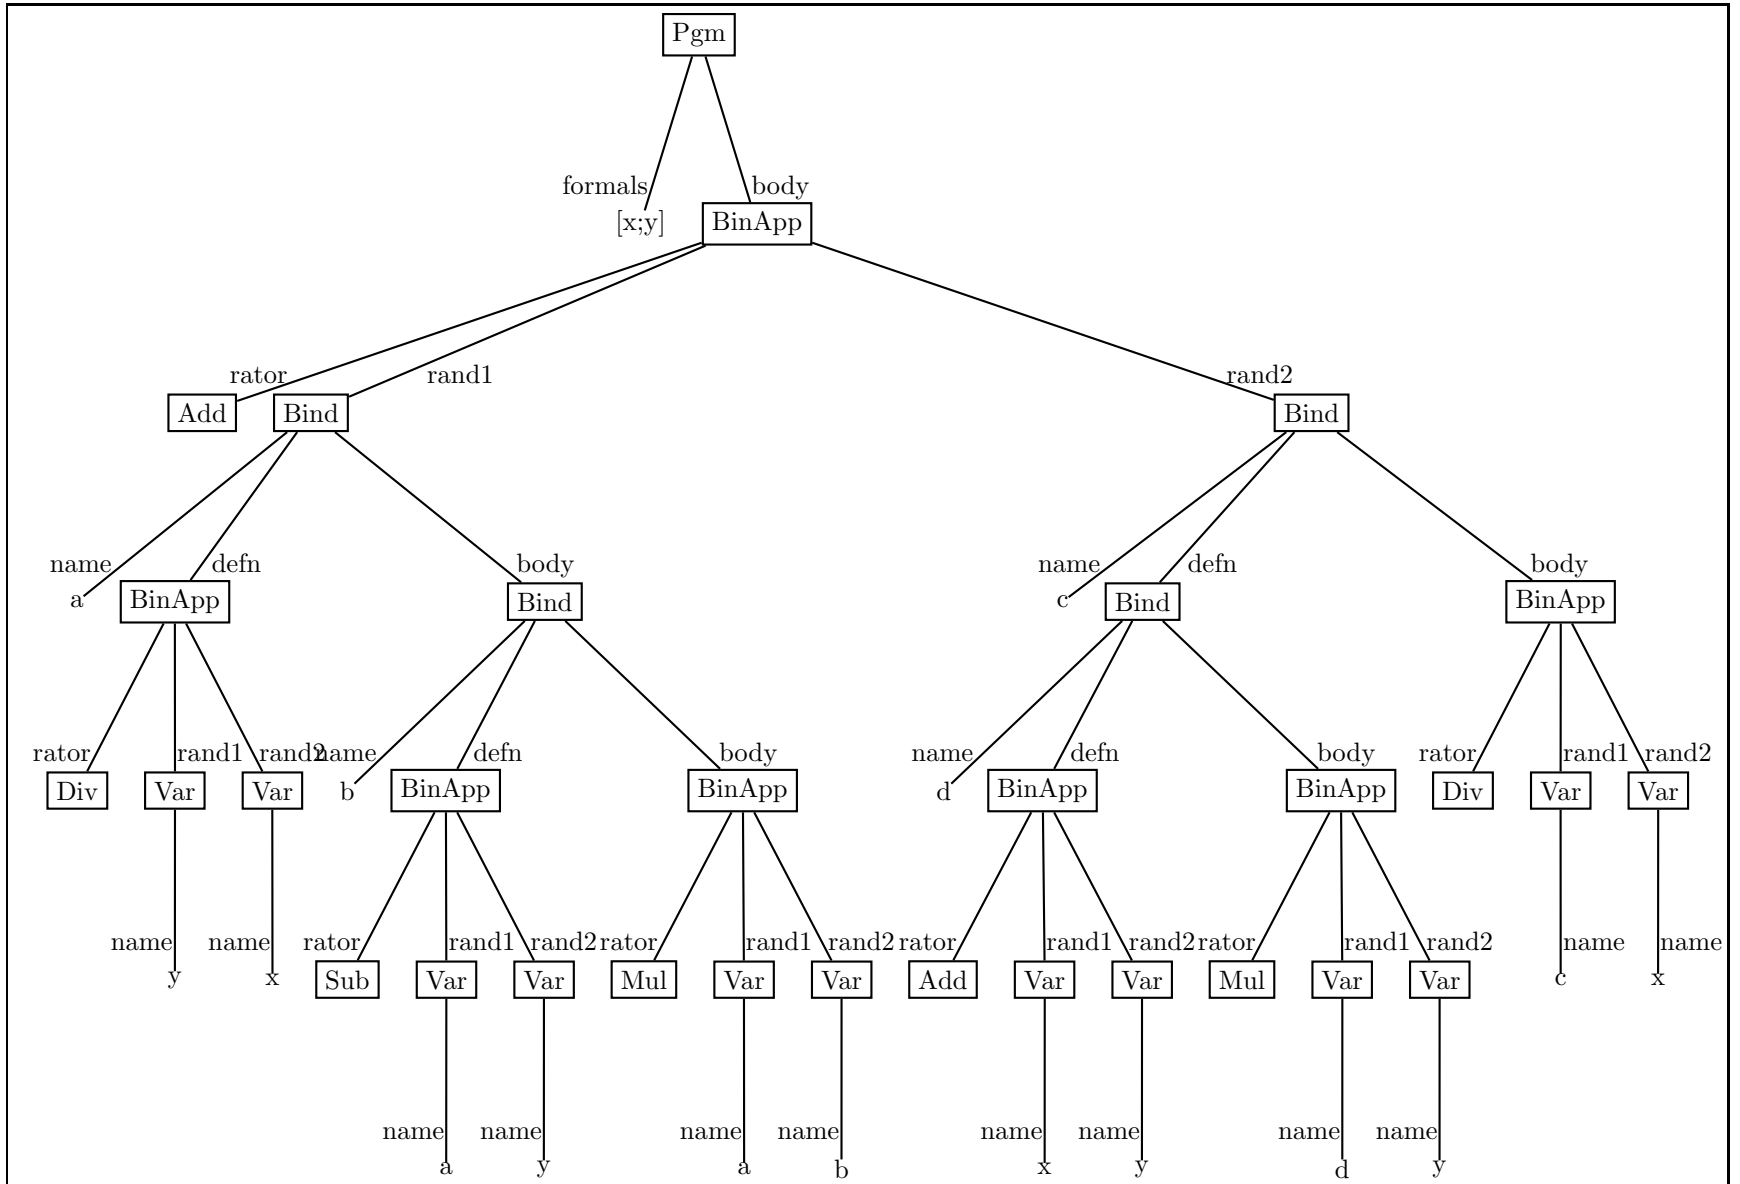 Pgm
formals body
[x;y] BinApp
rator rand1 rand2
Add Bind Bind
name defn body name defn body
a BinApp Bind c Bind BinApp
rator rand1 rand2 name defn body name defn body rator rand1 rand2
Div Var Var b BinApp BinApp d BinApp BinApp Div Var Var
name name rator rand1 rand2 rator rand1 rand2 rator rand1 rand2 rator rand1 rand2 name name
y x Sub Var Var Mul Var Var Add Var Var Mul Var Var c x
name name name name name name name name
a y a b x y d y